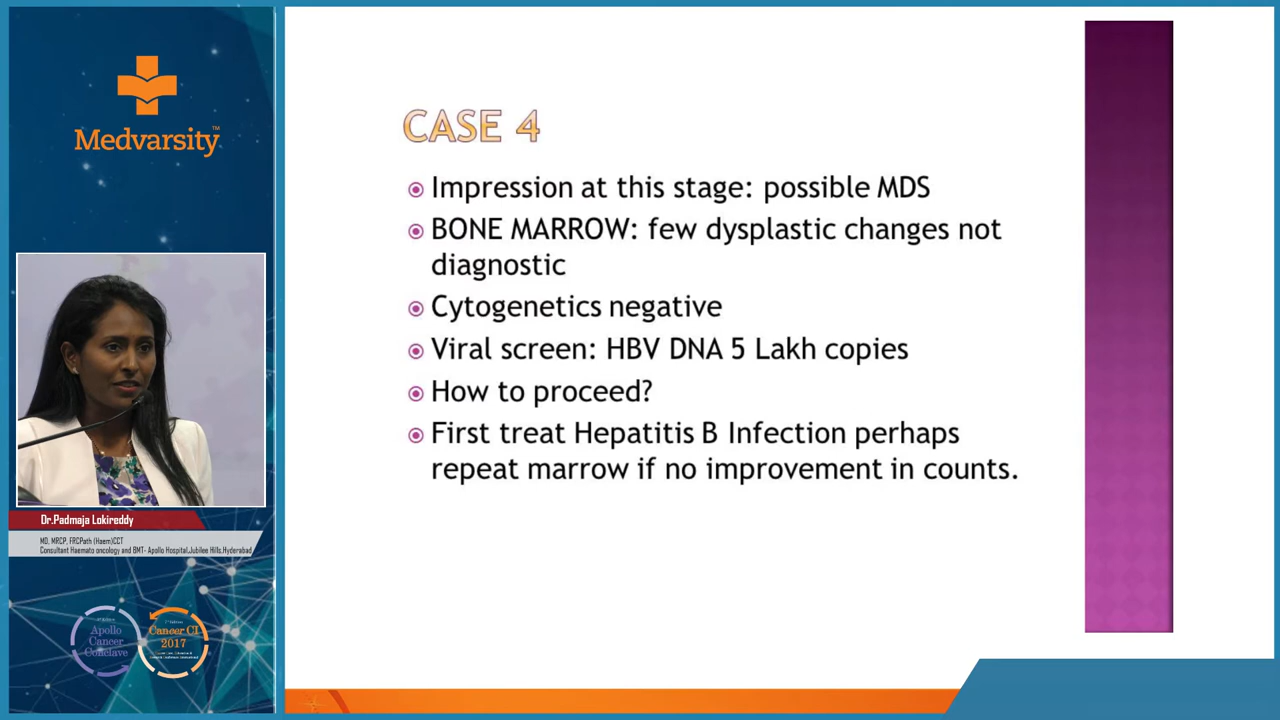 Medvarsity™
CASE 4
Impression at this stage: possible MDS
BONE MARROW: few dysplastic changes not
diagnostic
Cytogenetics negative
Viral screen: HBV DNA 5 Lakh copies
How to proceed?
First treat Hepatitis B Infection perhaps
repeat marrow if no improvement in counts.
Dr.Padmaja Lokireddy
MD, MRCP, FRCPath (Haem)CCT
Consultant Haemato oncology and BMT- Apollo Hospital,Jubilee Hills,Hyderabad
Apollo
Cancer
Conclave
Cancer CI
2017